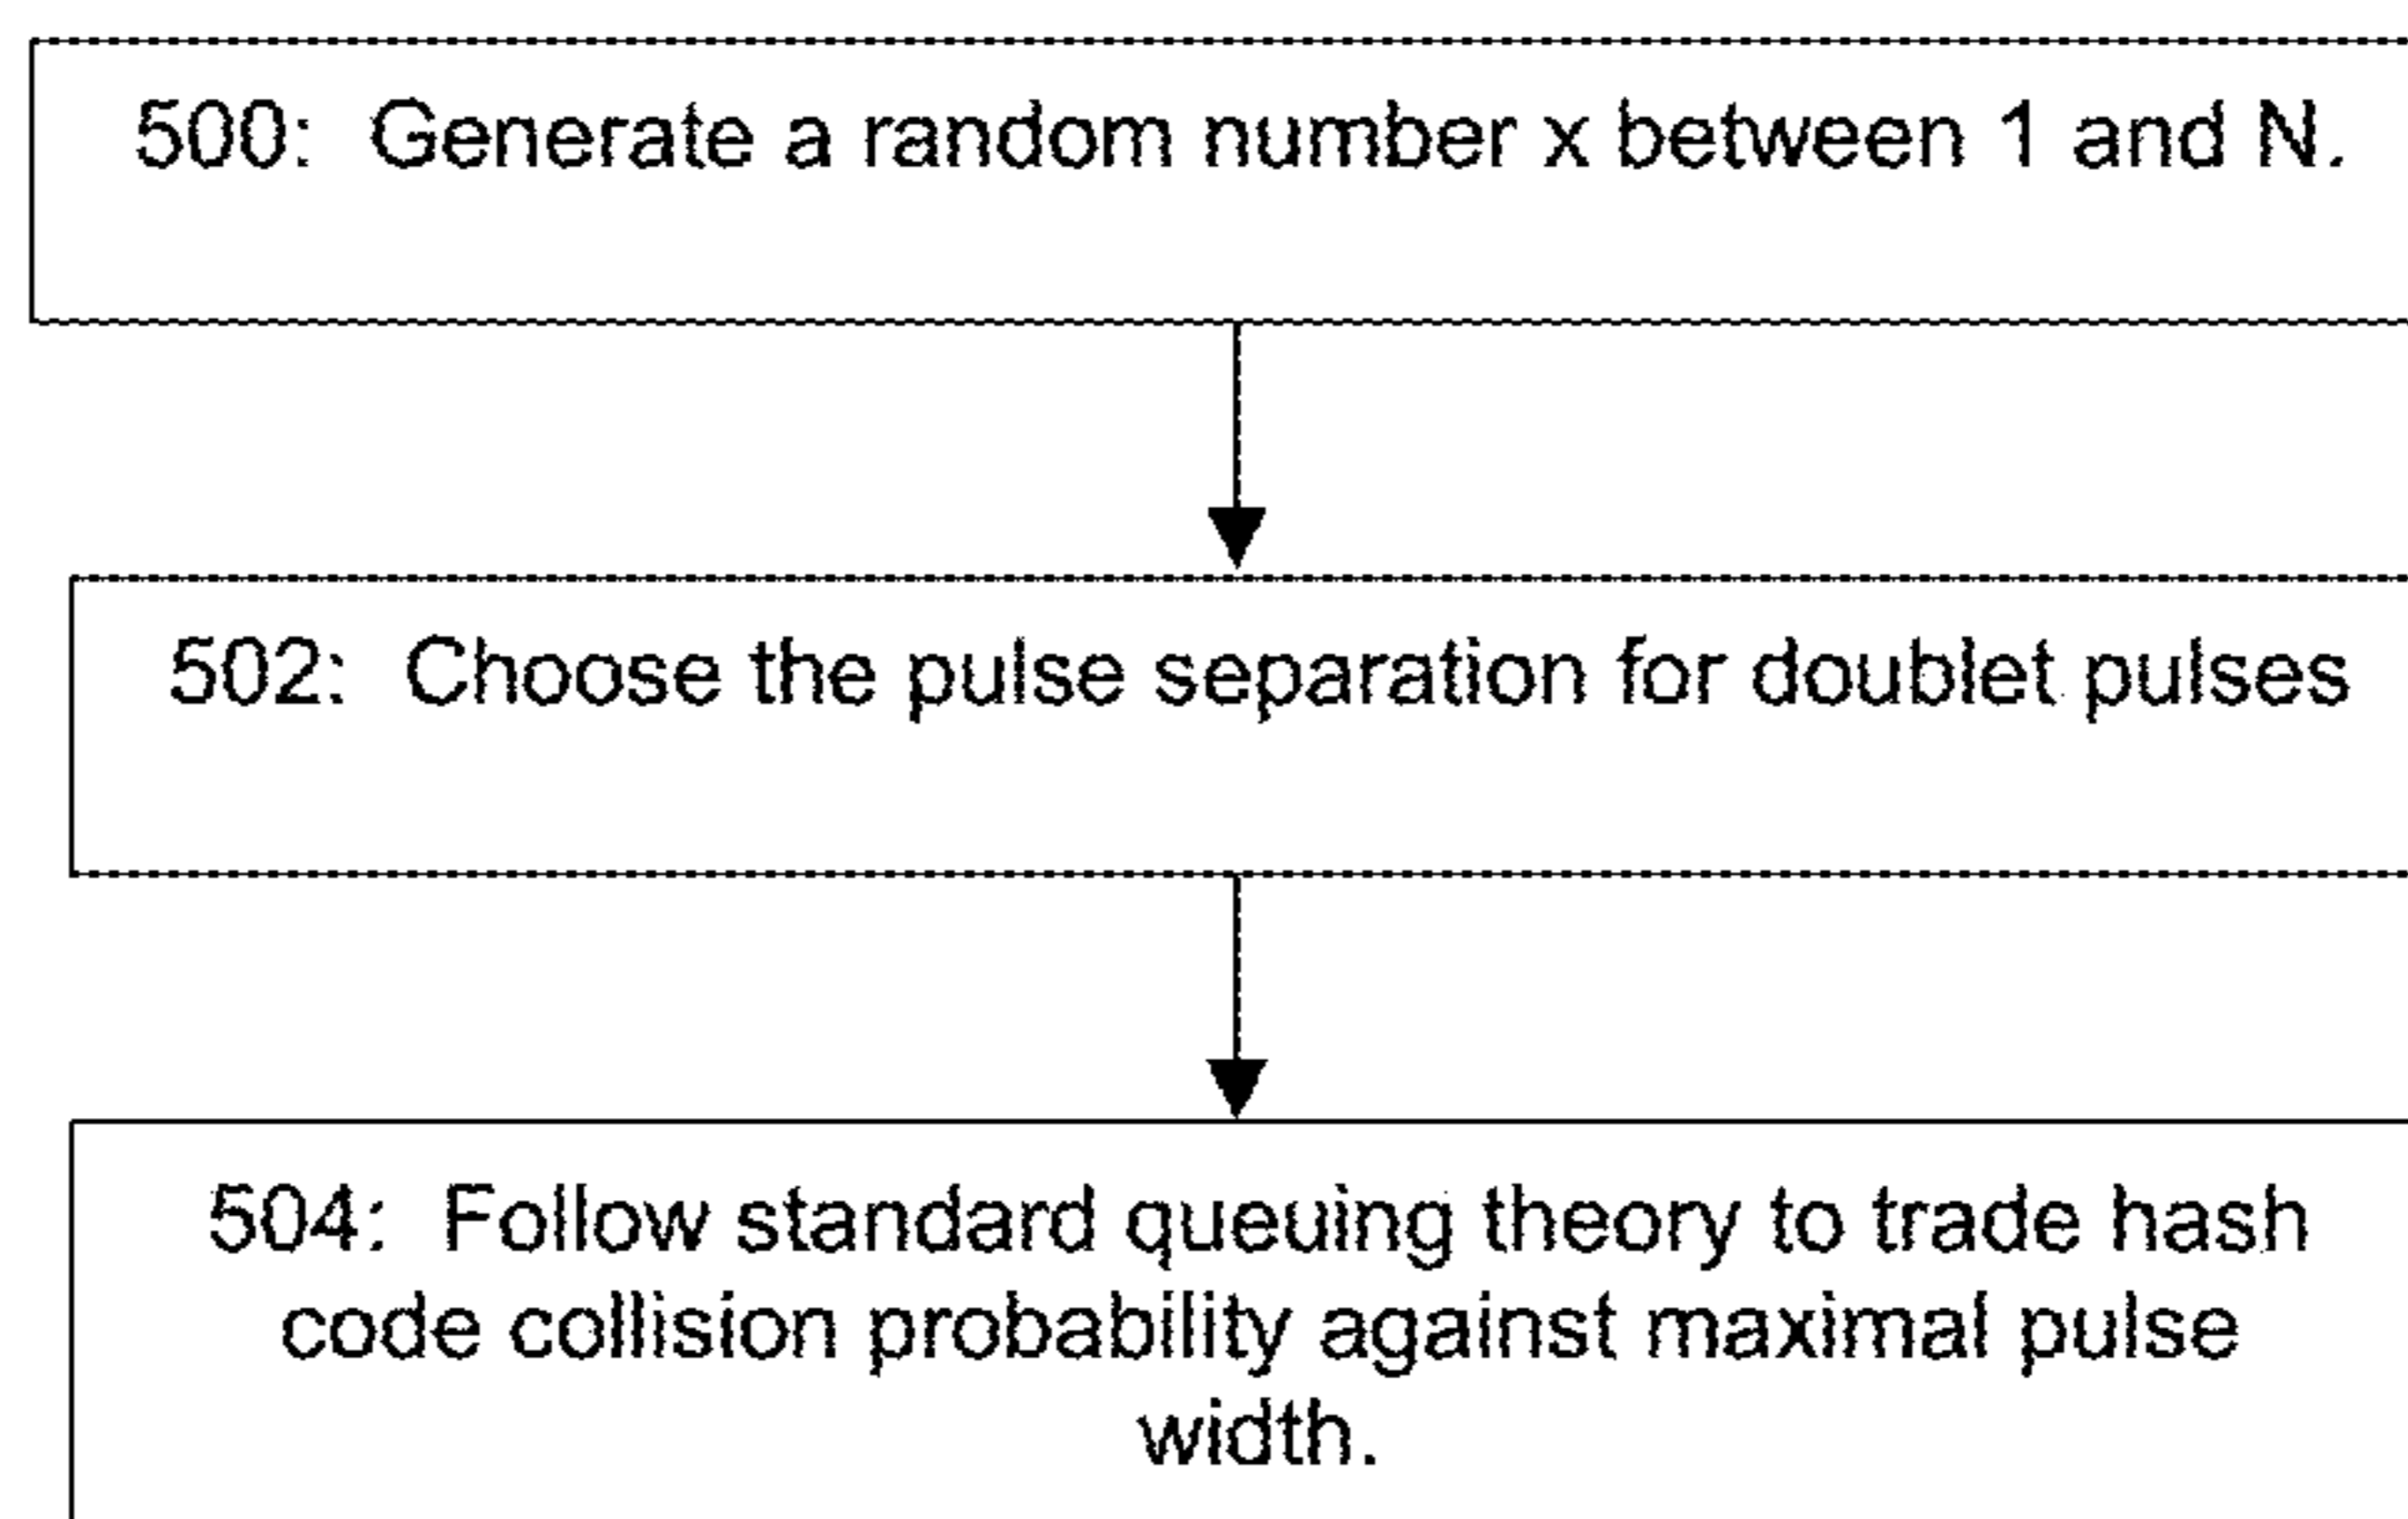 500: Generate a random number x between 1 and N.
502: Choose the pulse separation for doublet pulses
504: Follow standard queuing theory to trade hash
code collision probability against maximal pulse
width.